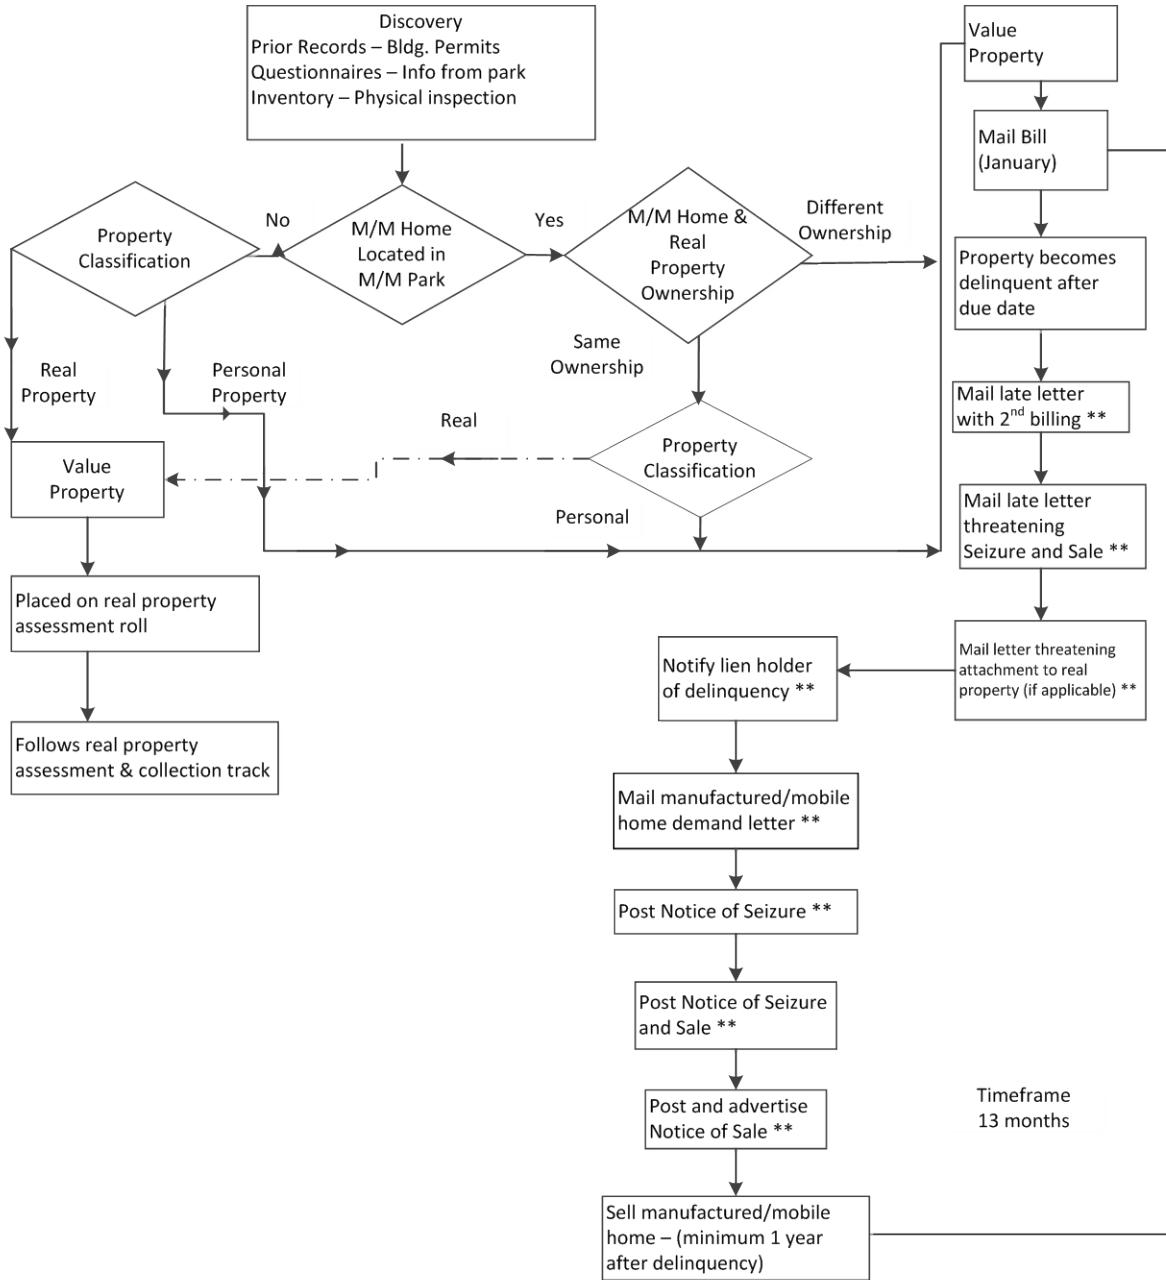 Discovery
Prior Records – Bldg. Permits
Questionnaires – Info from park
Inventory – Physical inspection
Value
Property
Mail Bill
(January)
Property
Classification
No
M/M Home
Located in
M/M Park
Yes
M/M Home &
Real
Property
Ownership
Different
Ownership
Property becomes
delinquent after
due date
Same
Ownership
Real
Property
Personal
Property
Real
Mail late letter
with 2nd billing **
Value
Property
Property
Classification
Personal
Mail late letter
threatening
Seizure and Sale **
Placed on real property
assessment roll
Mail letter threatening
attachment to real
property (if applicable) **
Notify lien holder
of delinquency **
Follows real property
assessment & collection track
Mail manufactured/mobile
home demand letter **
Post Notice of Seizure **
Post Notice of Seizure
and Sale **
Post and advertise
Notice of Sale **
Timeframe
13 months
Sell manufactured/mobile
home – (minimum 1 year
after delinquency)